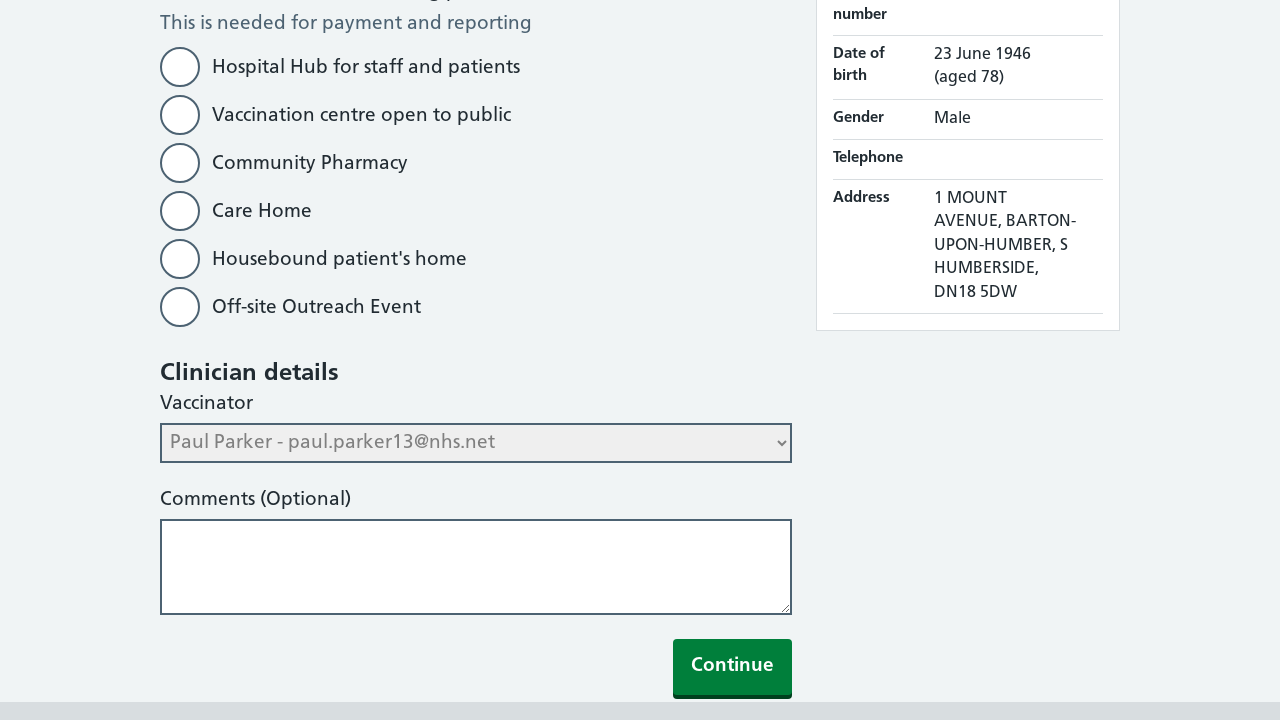 This is needed for payment and reporting
Hospital Hub for staff and patients
Vaccination centre open to public
Community Pharmacy
Care Home
Housebound patient's home
Off-site Outreach Event
Clinician details
Vaccinator
Paul Parker - paul.parker13@nhs.net
Comments (Optional)
Continue
number
Date of birth
23 June 1946
(aged 78)
Gender
Male
Telephone
Address
1 MOUNT
AVENUE, BARTON-
UPON-HUMBER, S
HUMBERSIDE,
DN18 5DW